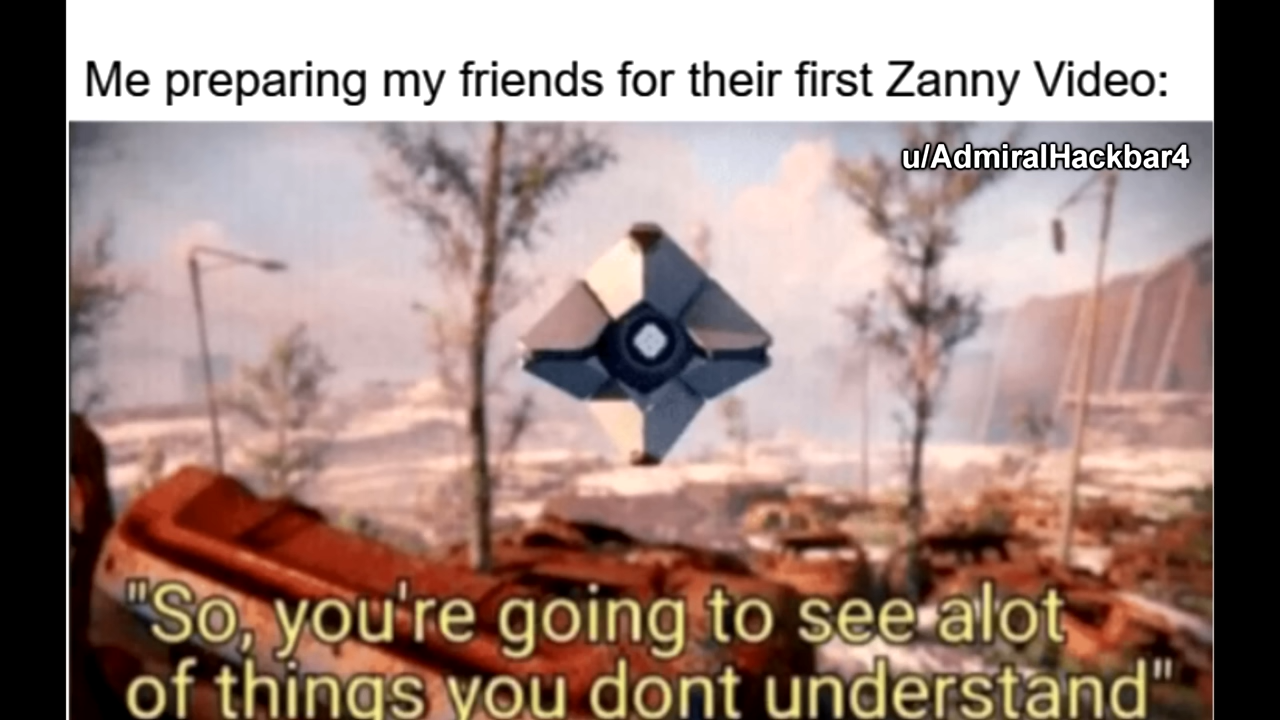 Me preparing my friends for their first Zanny Video:
u/AdmiralHackbar4
"So, you're going to see alot
of things you dont understand"